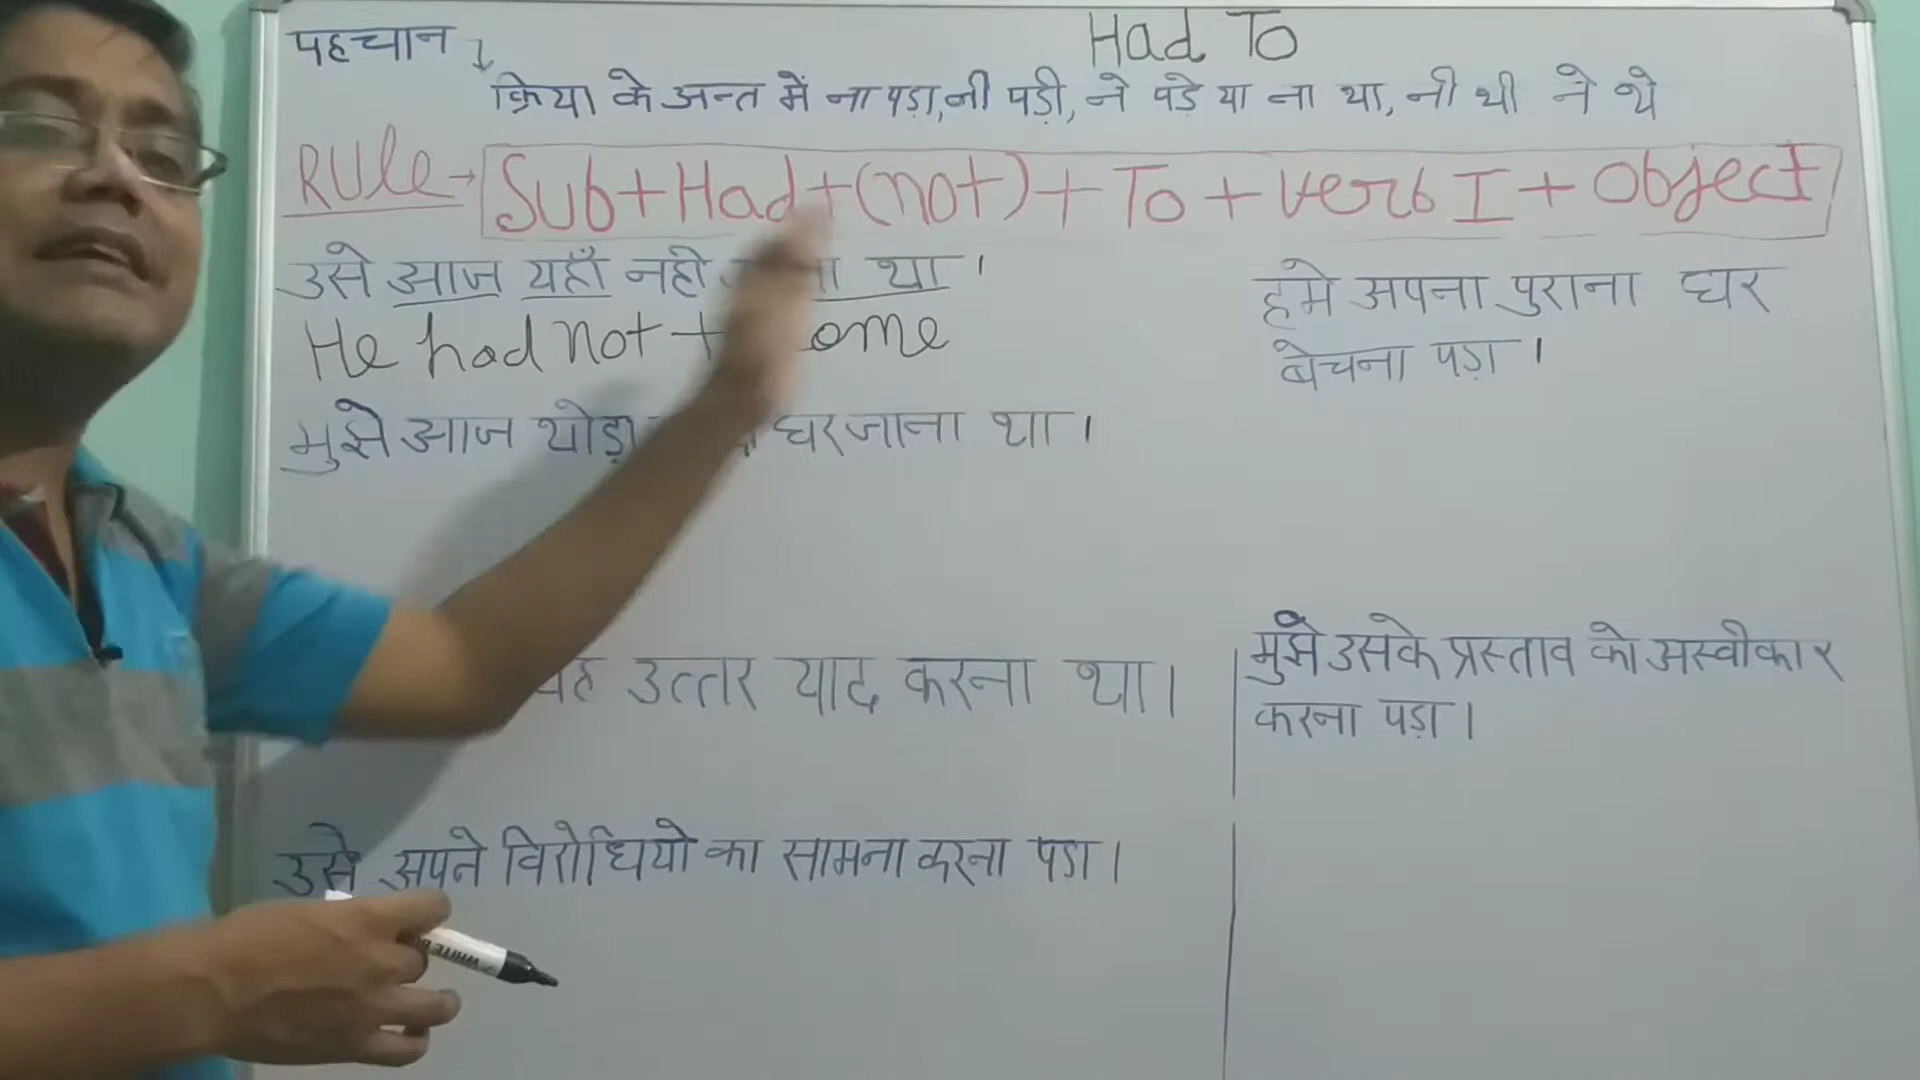 Had To
पहचान
क्रिया के अन्त में ना पड़ा, नी पड़ी, ने पड़े या ना था, नी थी ने थे
RULe → Sub + Had + (not) + To + verb I + Object
उसे आज यहाँ नही था ।
He had not
मुझे आज थोड़ा घर जाना था ।
उत्तर याद करना था ।
उसे अपने विरोधियो का सामना करना पड़ा ।
हमे अपना पुराना घर
बेचना पड़ा ।
मुझे उसके प्रस्ताव को अस्वीकार
करना पड़ा ।
WHITE BO